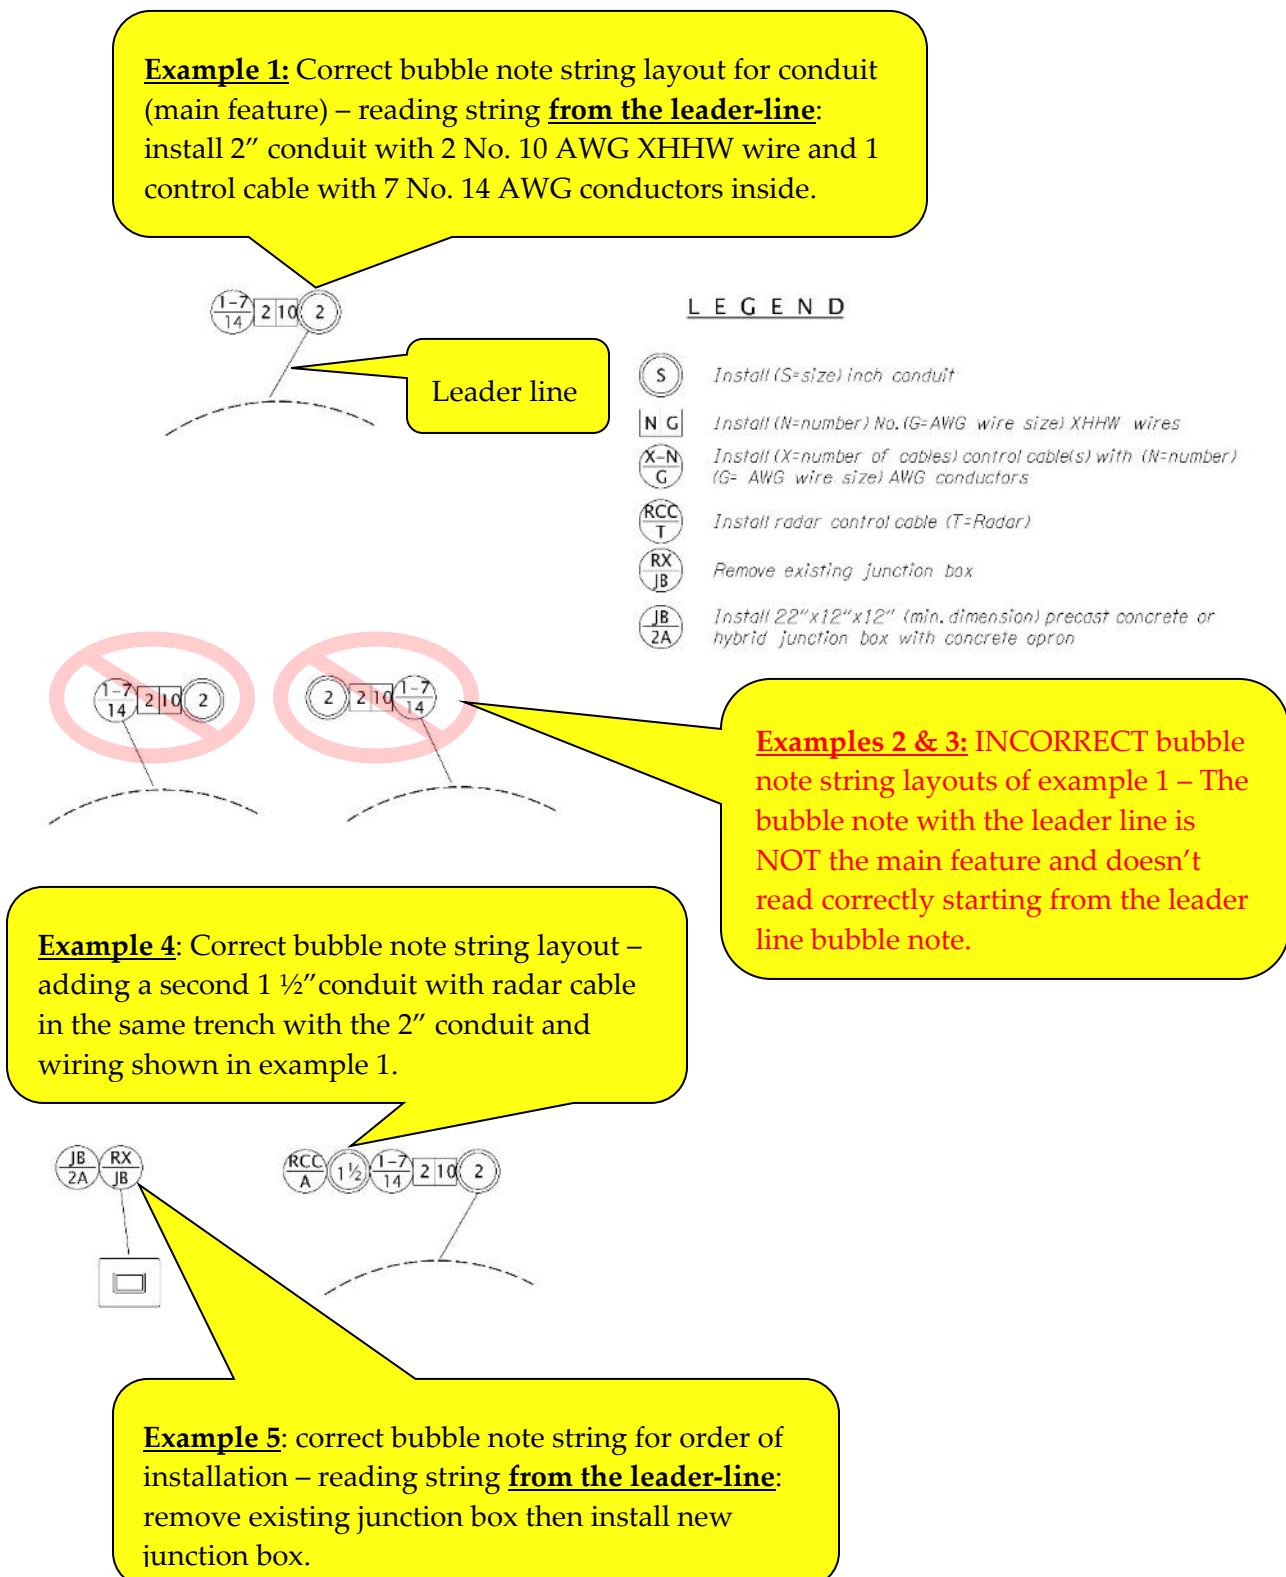 Example 1: Correct bubble note string layout for conduit
(main feature) – reading string from the leader-line:
install 2” conduit with 2 No. 10 AWG XHHW wire and 1
control cable with 7 No. 14 AWG conductors inside.
1-7
14
2 10
2
Leader line
LEGEND
S
Install (S=size) inch conduit
N G
Install (N=number) No. (G=AWG wire size) XHHW wires
X-N
G
Install (X=number of cables) control cable(s) with (N=number)
(G= AWG wire size) AWG conductors
RCC
T
Install radar control cable (T=Radar)
RX
JB
Remove existing junction box
JB
2A
Install 22"x12"x12" (min. dimension) precast concrete or
hybrid junction box with concrete apron
1-7
14
2 10
2
2
2 10
1-7
14
Examples 2 & 3: INCORRECT bubble
note string layouts of example 1 – The
bubble note with the leader line is
NOT the main feature and doesn’t
read correctly starting from the leader
line bubble note.
Example 4: Correct bubble note string layout –
adding a second 1 ½”conduit with radar cable
in the same trench with the 2” conduit and
wiring shown in example 1.
JB
2A
RX
JB
RCC
A
1½
1-7
14
2 10
2
Example 5: correct bubble note string for order of
installation – reading string from the leader-line:
remove existing junction box then install new
junction box.